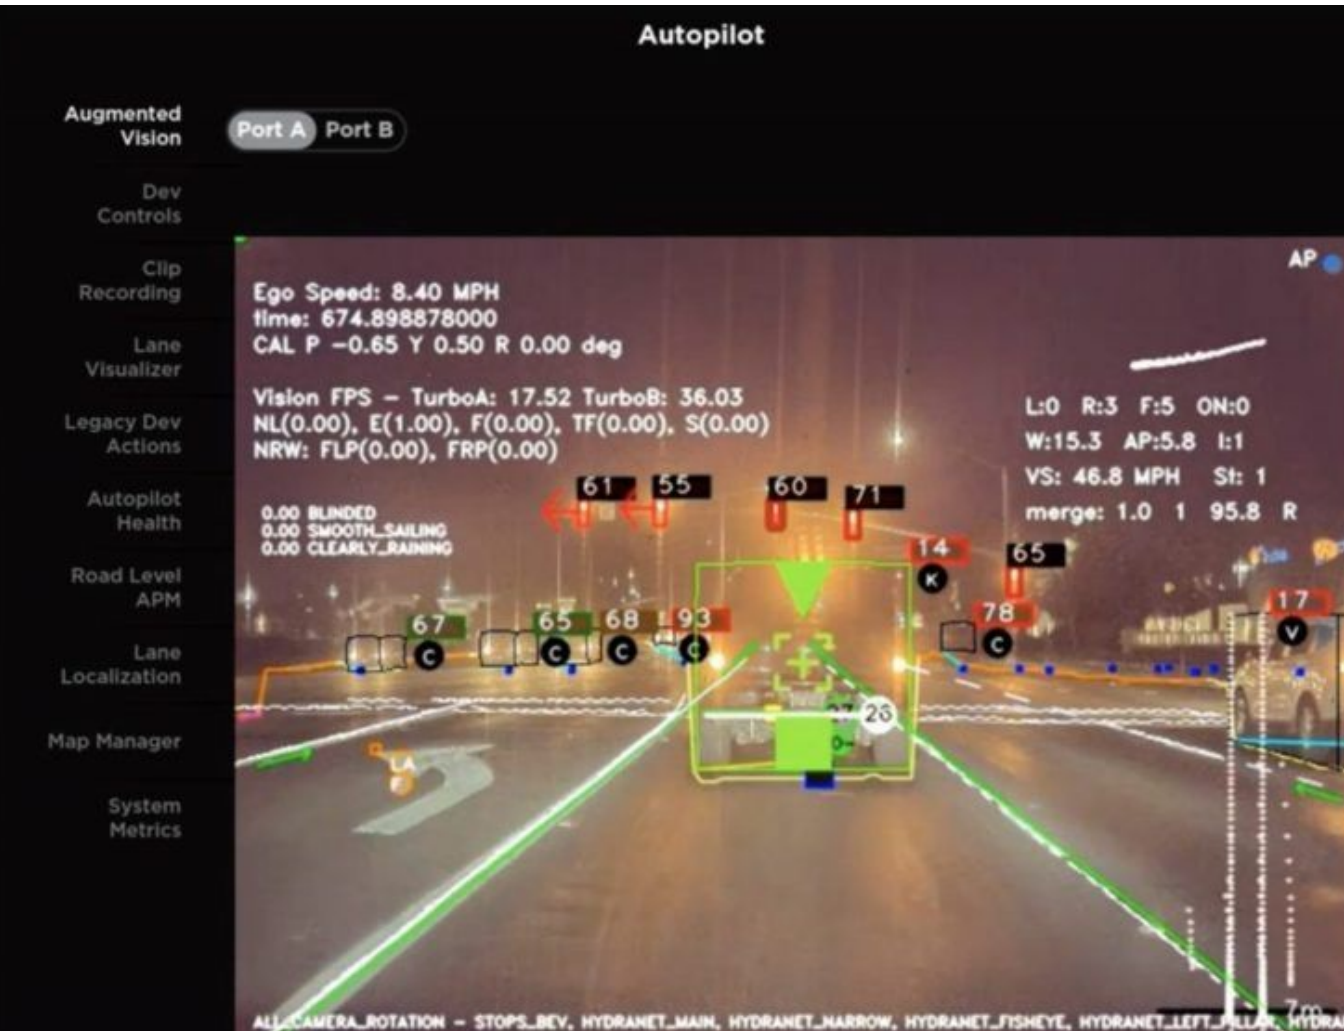 Autopilot
Augmented
Vision
Port A Port B
Dev
Controls
Clip
Recording
Lane
Visualizer
Legacy Dev
Actions
Autopilot
Health
Road Level
APM
Lane
Localization
Map Manager
System
Metrics
AP
Ego Speed: 8.40 MPH
time: 674.898878000
CAL P -0.65 Y 0.50 R 0.00 deg
Vision FPS - TurboA: 17.52 TurboB: 36.03
NL(0.00), E(1.00), F(0.00), TF(0.00), S(0.00)
NRW: FLP(0.00), FRP(0.00)
L:0 R:3 F:5 ON:0
W:15.3 AP:5.8 I:1
VS: 46.8 MPH St: 1
merge: 1.0 1 95.8 R
0.00 BLINDED
0.00 SMOOTH_SAILING
0.00 CLEARLY_RAINING
61 55 60 71
14 65
K
67 65 68 93 78 17
C C C C C V
27 26
LA
7m
ALL_CAMERA_ROTATION - STOPS_BEV, HYDRANET_MAIN, HYDRANET_NARROW, HYDRANET_FISHEYE, HYDRANET_LEFT_PILLAR,